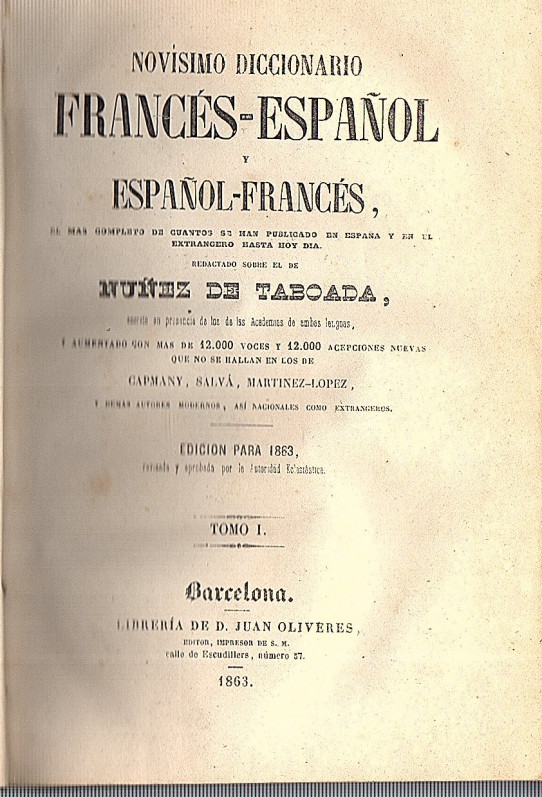 NOVÍSIMO DICCIONARIO
FRANCÉS-ESPAÑOL
Y
ESPAÑOL-FRANCÉS,
EL MAS COMPLETO DE CUANTOS SE HAN PUBLICADO EN ESPAÑA Y EN EL
EXTRANGERO HASTA HOY DIA.
REDACTADO SOBRE EL DE
NUÑEZ DE TABOADA,
escrito en presencia de los de las Academias de ambas lenguas,
Y AUMENTADO CON MAS DE 12.000 VOCES Y 12.000 ACEPCIONES NUEVAS
QUE NO SE HALLAN EN LOS DE
CAPMANY, SALVÁ, MARTINEZ-LOPEZ,
Y DEMAS AUTORES MODERNOS, ASÍ NACIONALES COMO EXTRANGEROS.
EDICION PARA 1863,
revisada y aprobada por la Autoridad Eclesiástica.
TOMO I.
Barcelona.
LIBRERÍA DE D. JUAN OLIVERES,
EDITOR, IMPRESOR DE S. M.
calle de Escudillers, número 57.
1863.